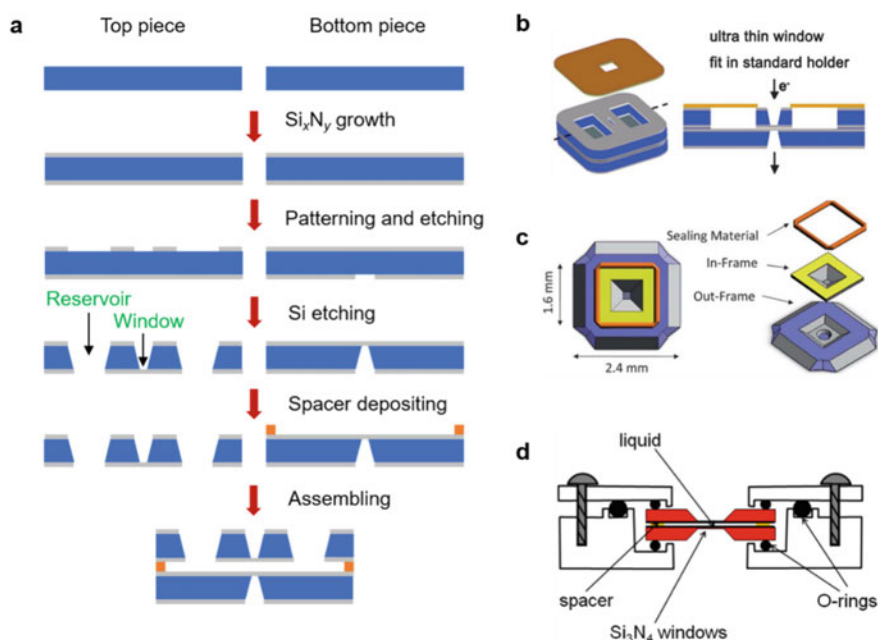 a
Top piece
Bottom piece
SixNy growth
Patterning and etching
Reservoir
Window
Si etching
Spacer depositing
Assembling
b
ultra thin window
fit in standard holder
e-
c
Sealing Material
In-Frame
Out-Frame
1.6 mm
2.4 mm
d
liquid
spacer
O-rings
Si3N4 windows